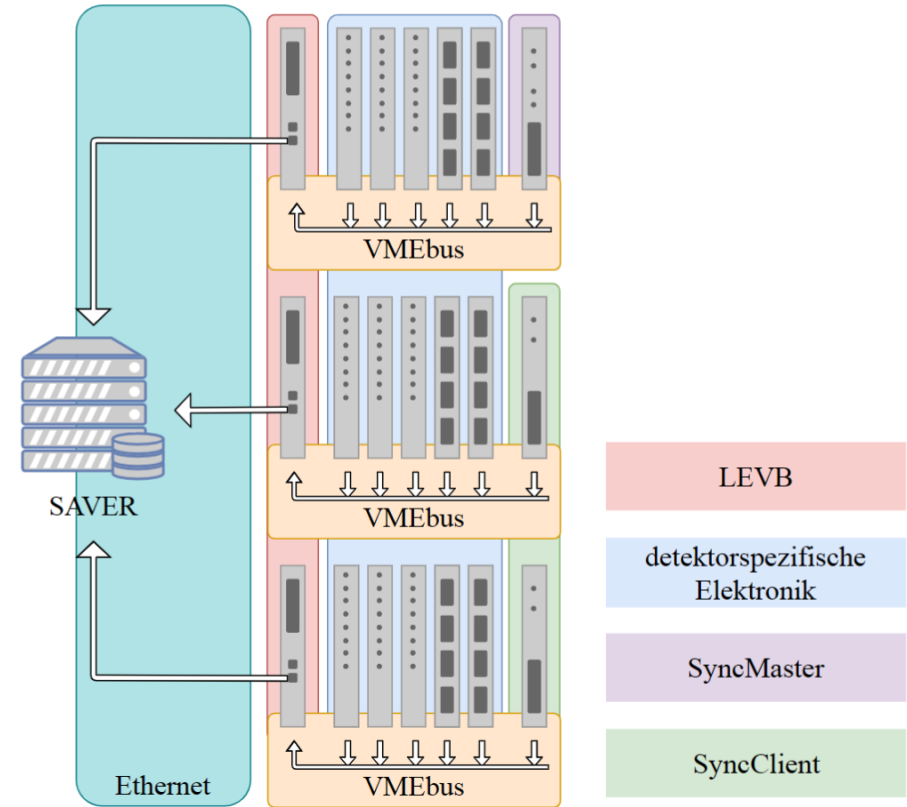 VMEbus
SAVER
VMEbus
VMEbus
Ethernet
LEVB
detektorspezifische
Elektronik
SyncMaster
SyncClient